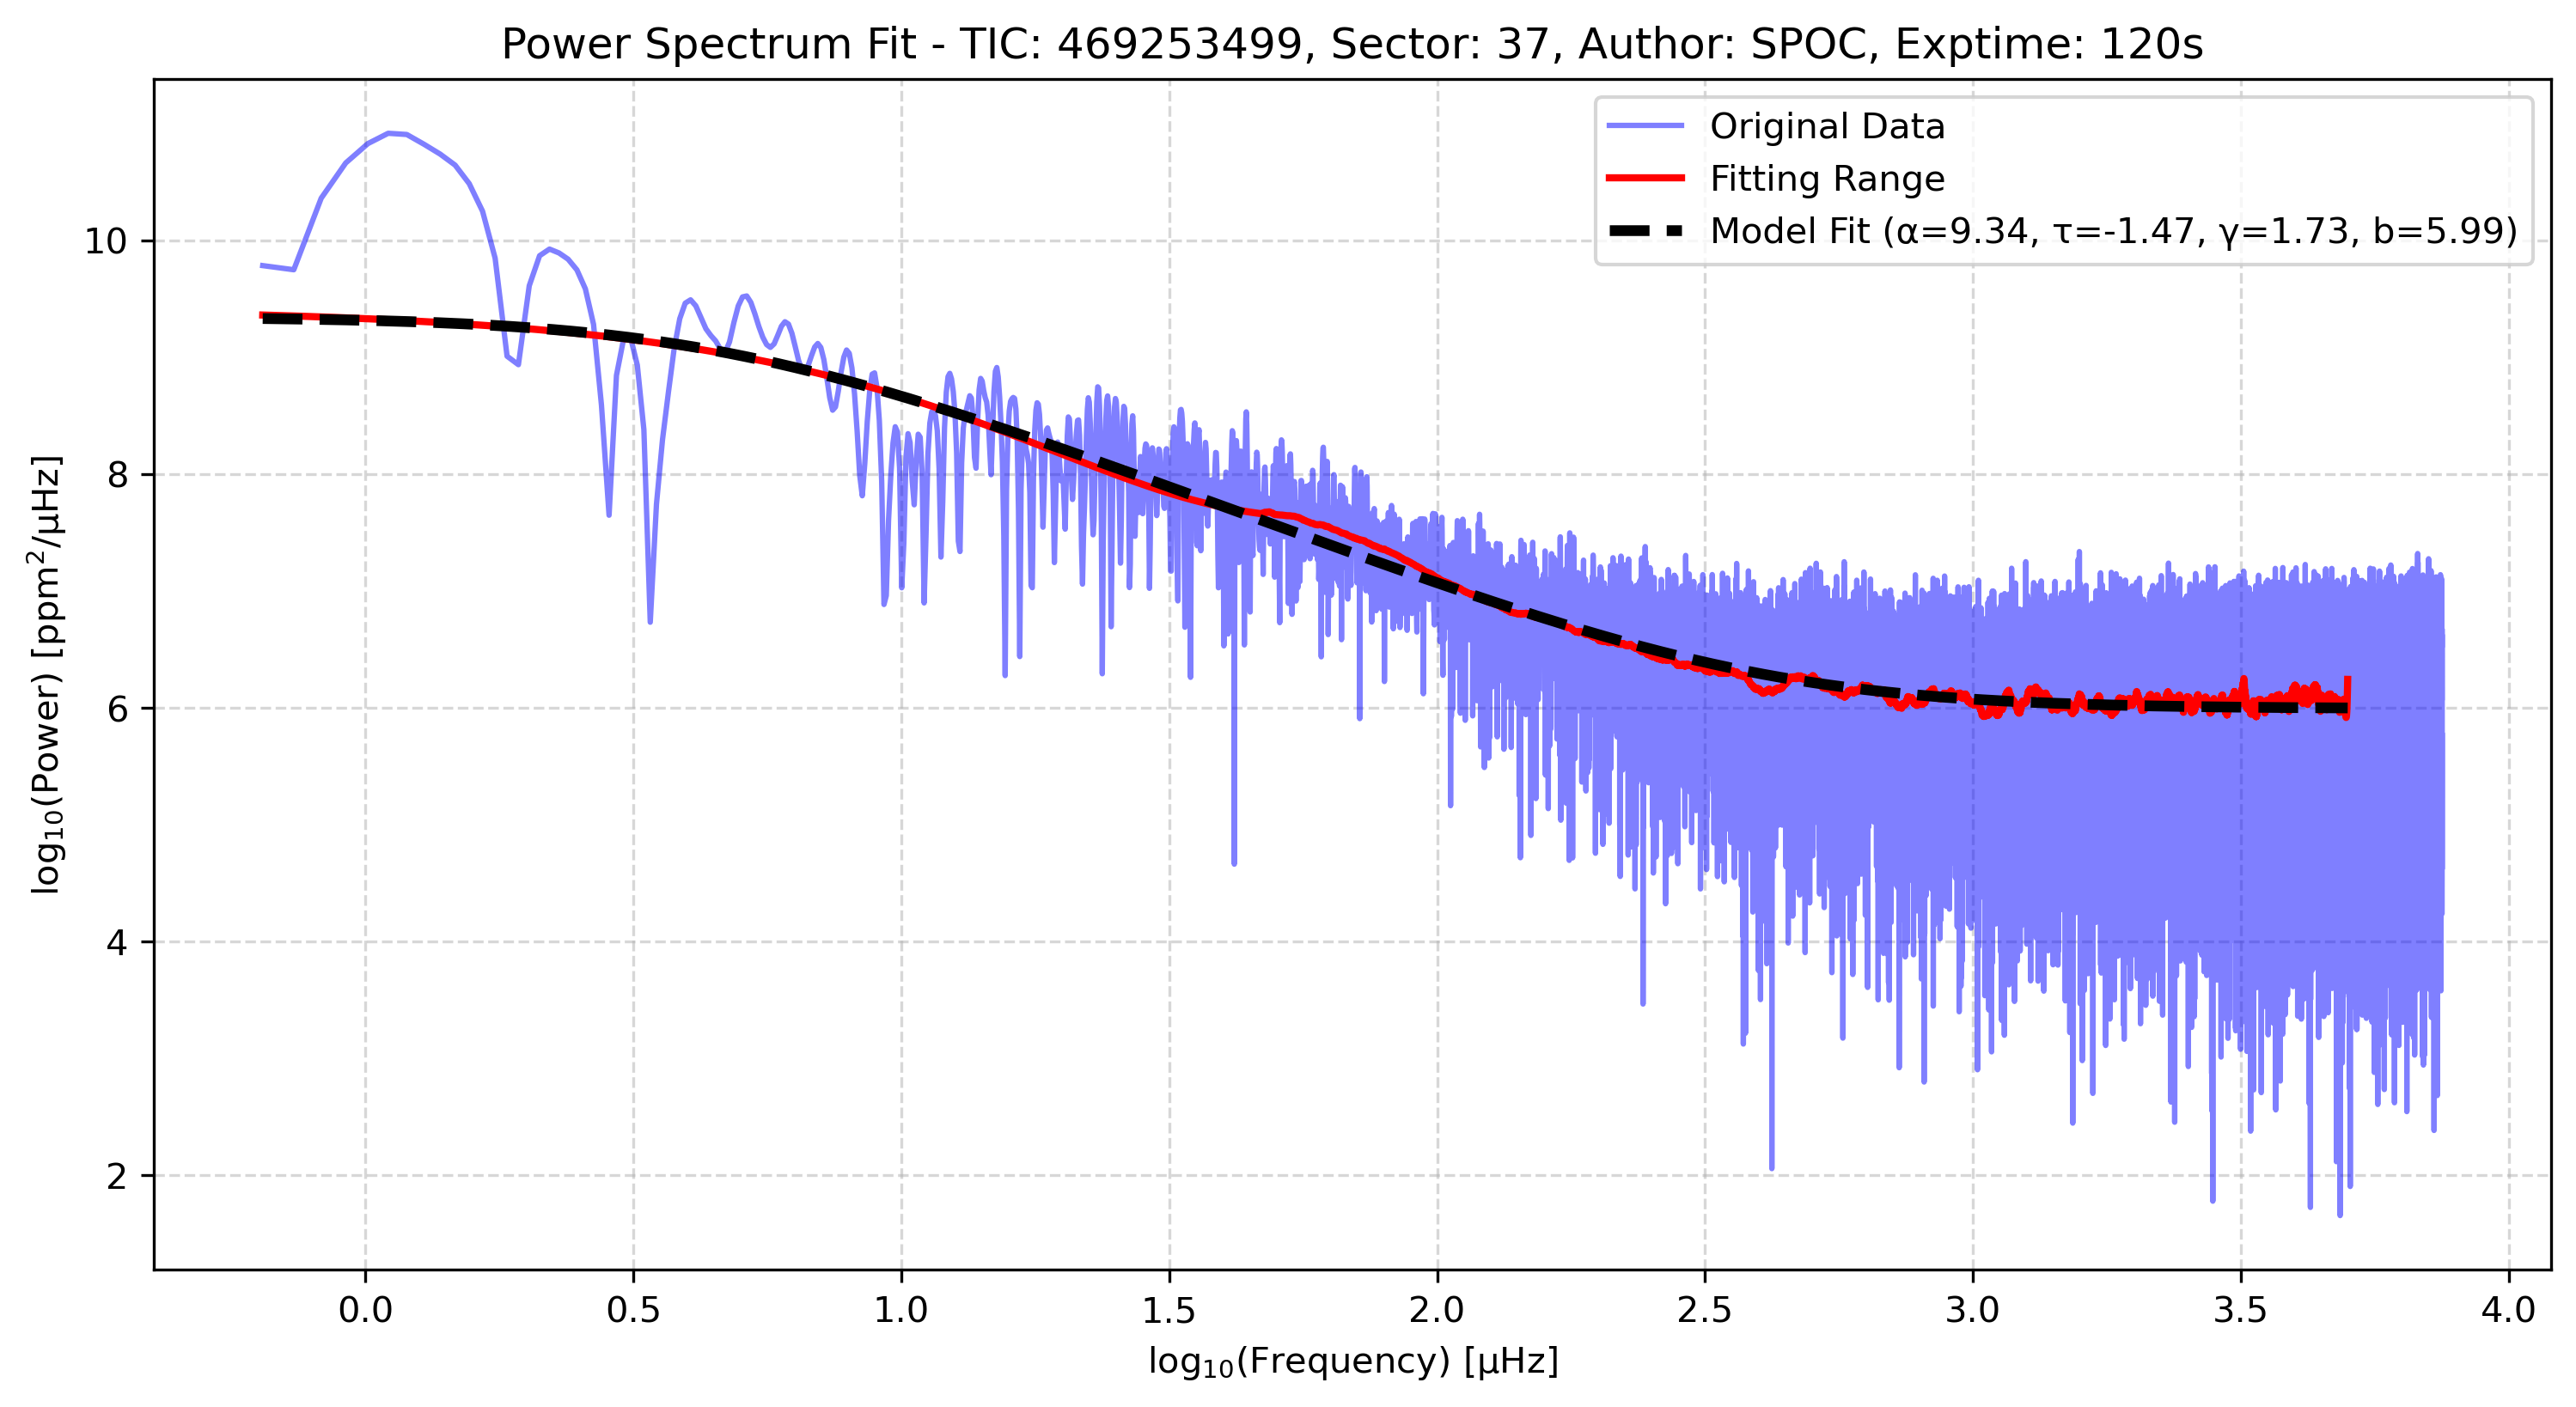 Power Spectrum Fit - TIC: 469253499, Sector: 37, Author: SPOC, Exptime: 120s
Original Data
Fitting Range
Model Fit (α=9.34, τ=-1.47, γ=1.73, b=5.99)
log₁₀(Power) [ppm²/μHz]
10
8
6
4
2
0.0 0.5 1.0 1.5 2.0 2.5 3.0 3.5 4.0
log₁₀(Frequency) [μHz]